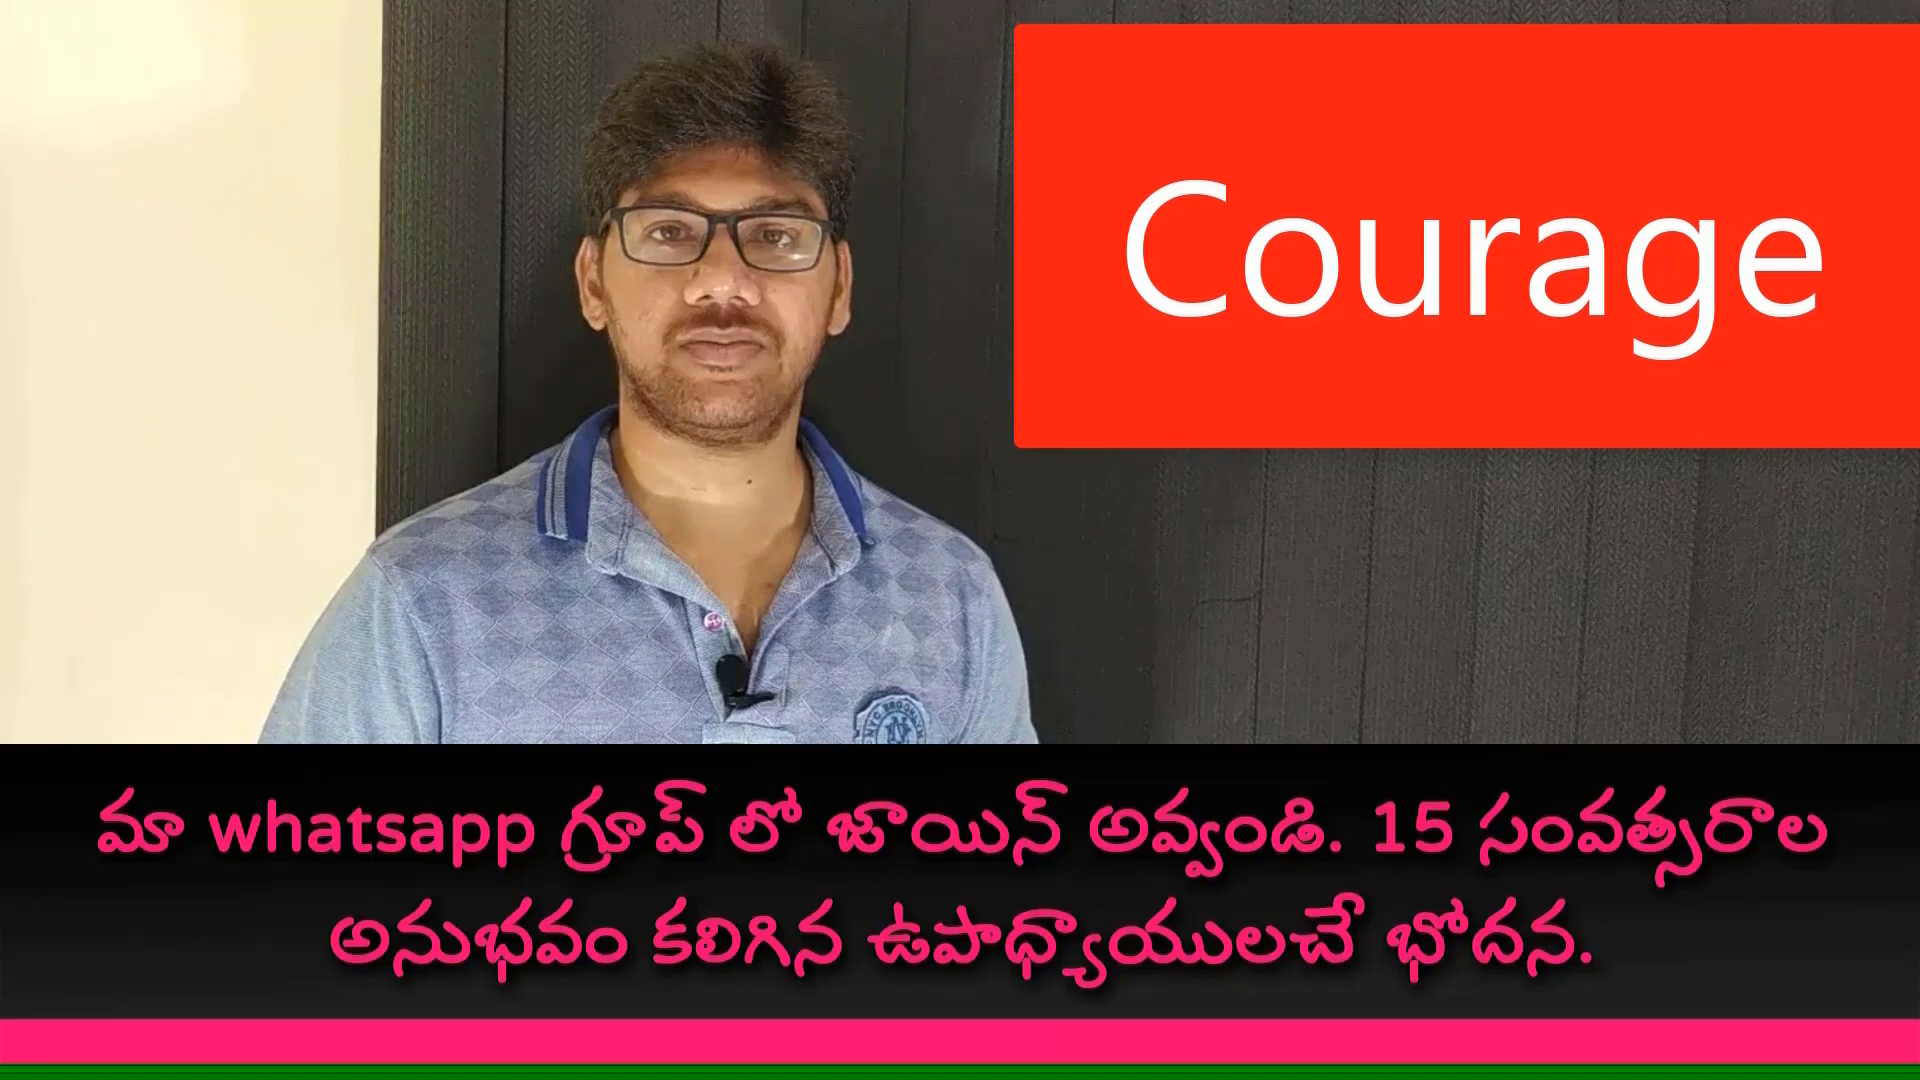 Courage
మా whatsapp గ్రూప్ లో జాయిన్ అవ్వండి. 15 సంవత్సరాల
అనుభవం కలిగిన ఉపాధ్యాయులచే భోదన.